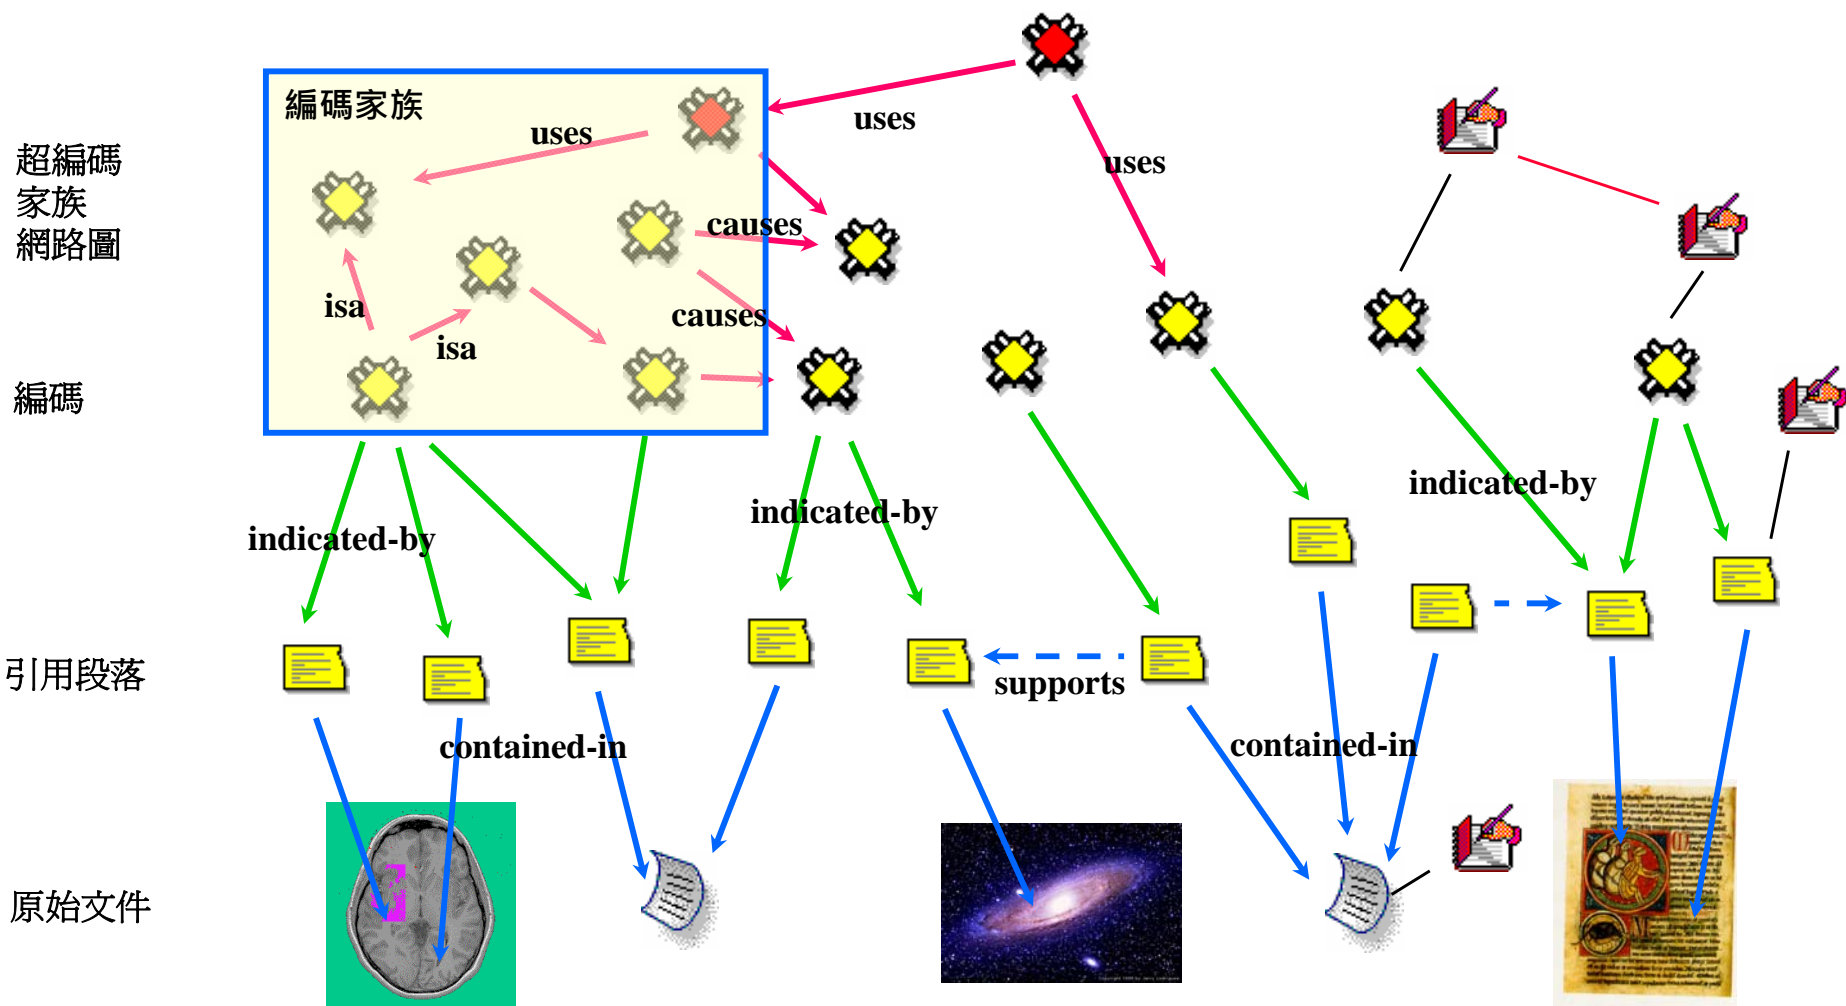 編碼家族
uses
uses
uses
超編碼
家族
網路圖
causes
isa
isa
causes
編碼
indicated-by
indicated-by
indicated-by
引用段落
supports
contained-in
contained-in
原始文件